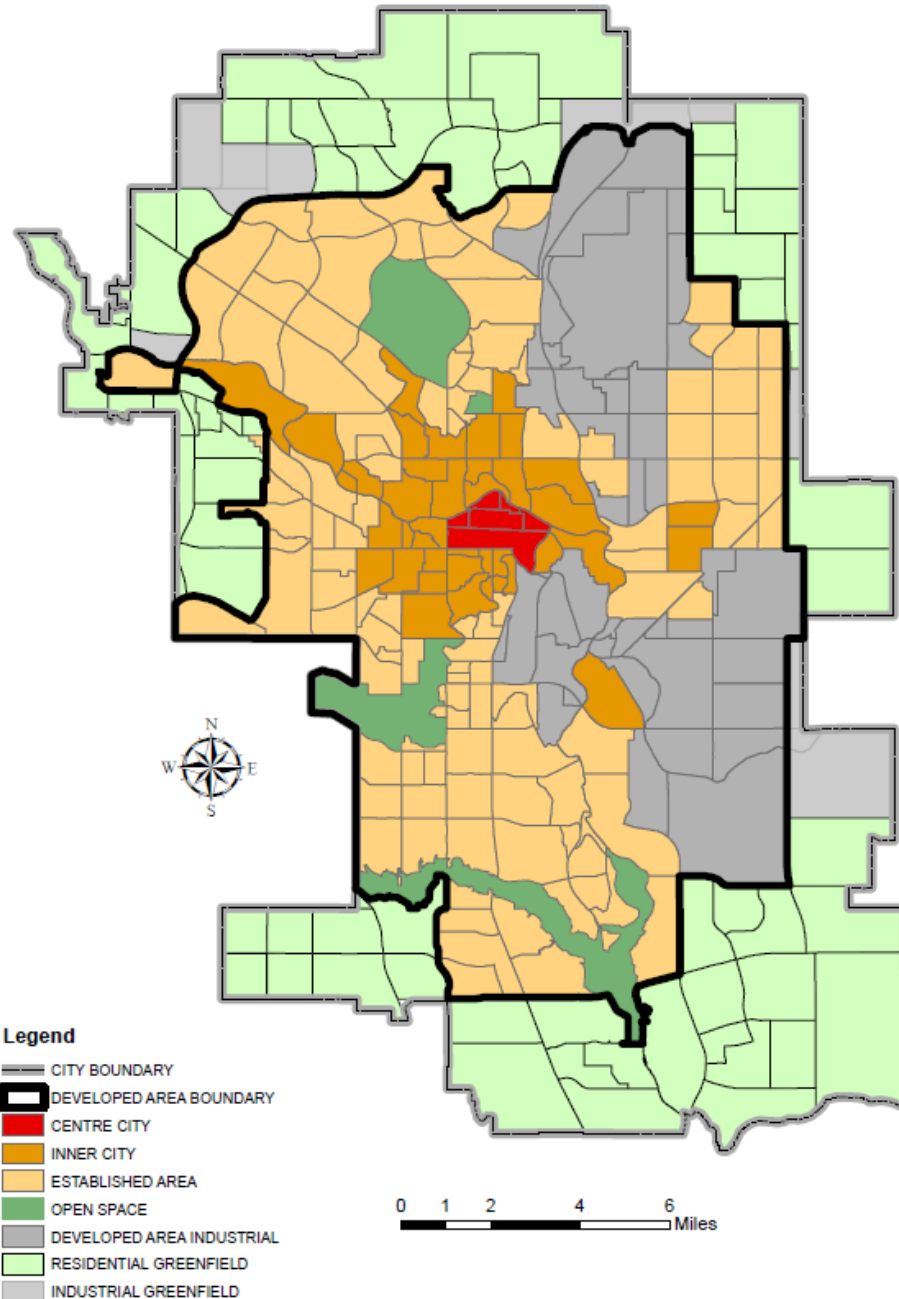 N
W E
S
Legend
CITY BOUNDARY
DEVELOPED AREA BOUNDARY
CENTRE CITY
INNER CITY
ESTABLISHED AREA
OPEN SPACE
DEVELOPED AREA INDUSTRIAL
RESIDENTIAL GREENFIELD
INDUSTRIAL GREENFIELD
0 1 2 4 6
Miles